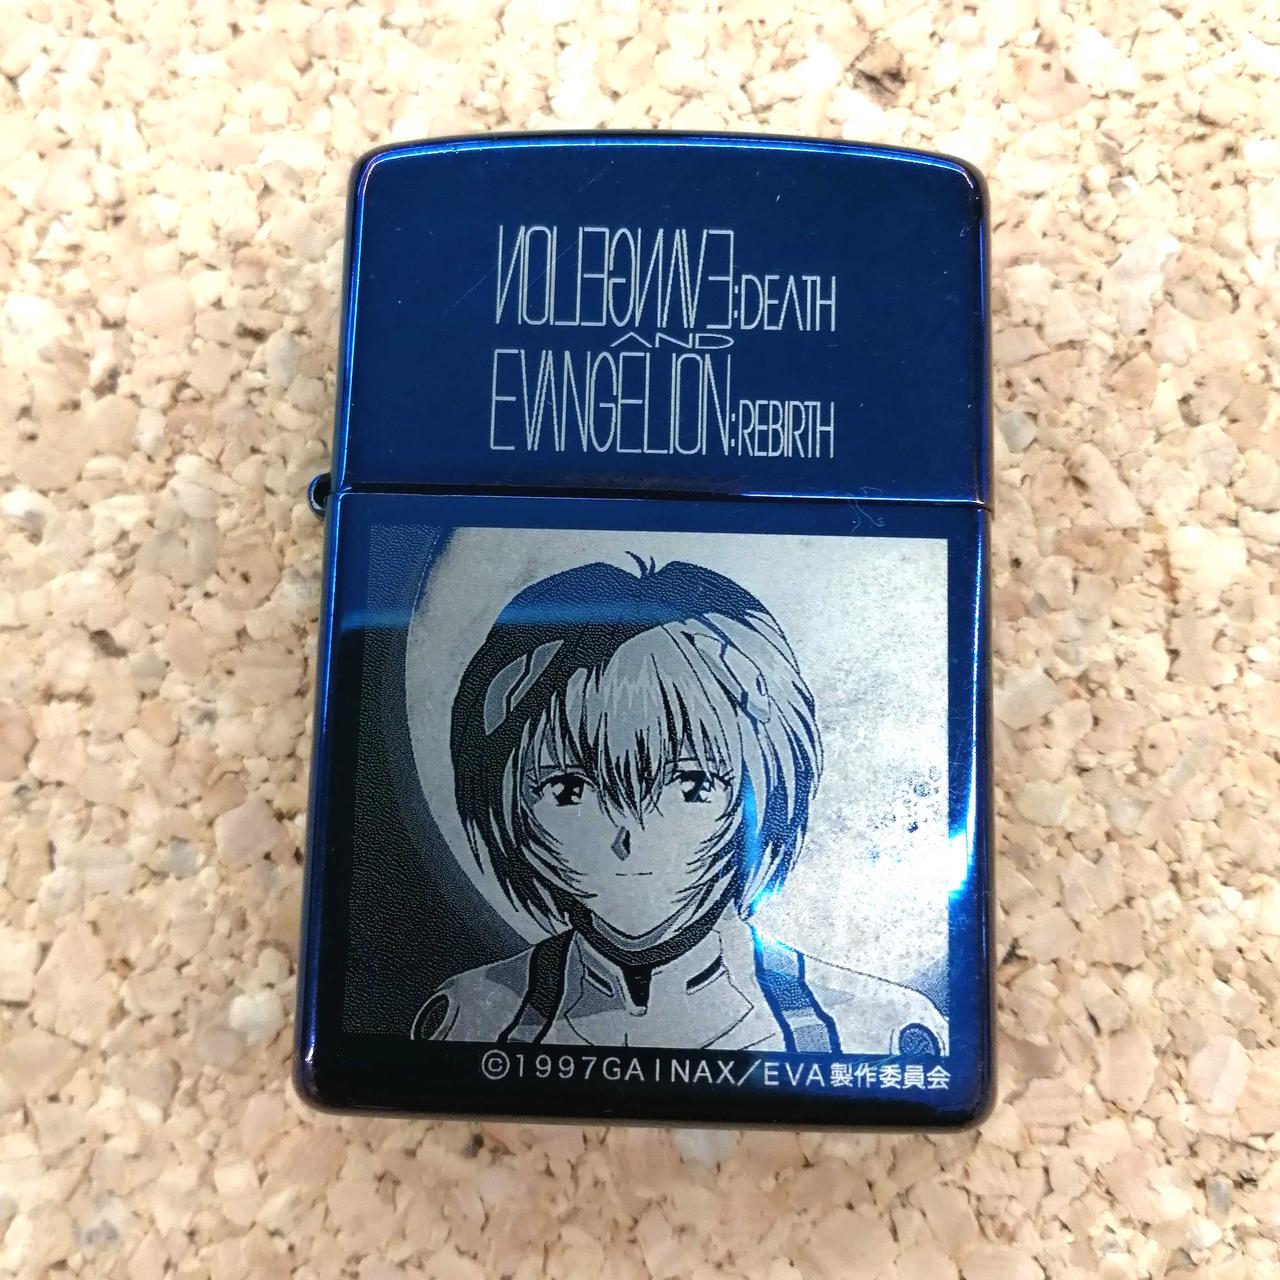 EVANGELION:DEATH
AND
EVANGELION:REBIRTH
©1997GAINAX/EVA製作委員会